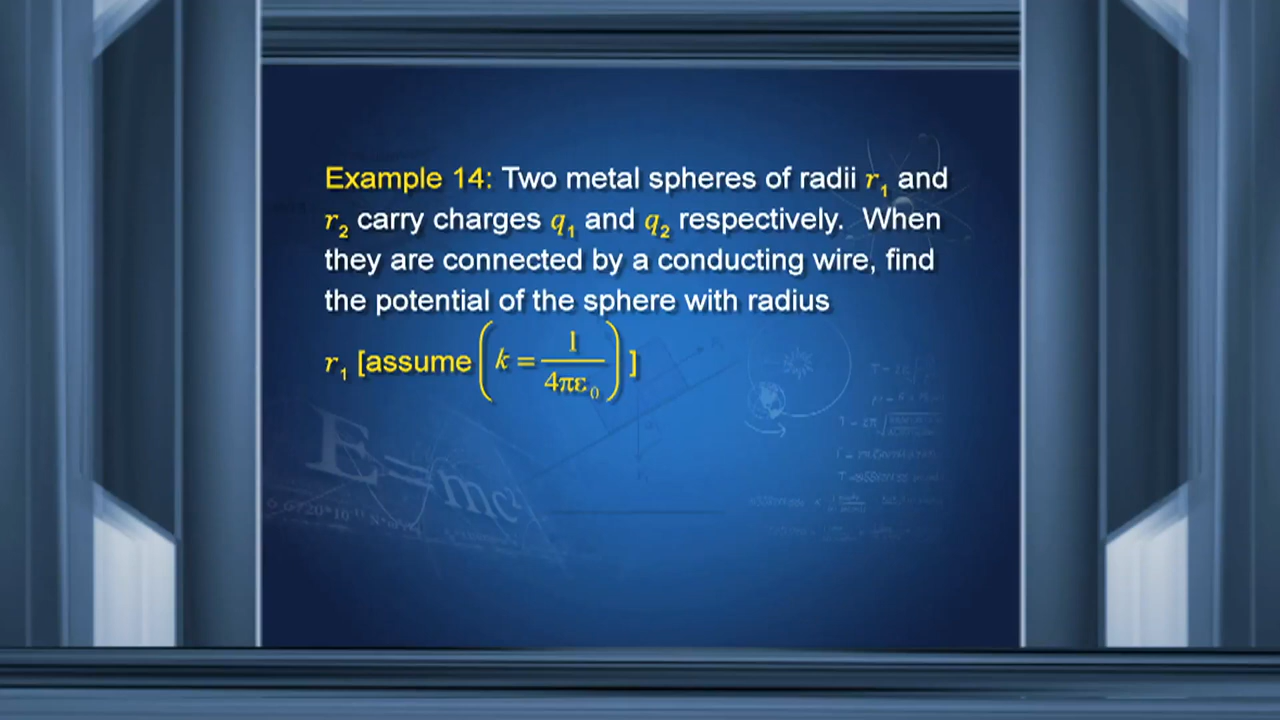 Example 14: Two metal spheres of radii r₁ and
r₂ carry charges q₁ and q₂ respectively. When
they are connected by a conducting wire, find
the potential of the sphere with radius
r₁ [assume (k = 1/4πε₀)]
E=mc²